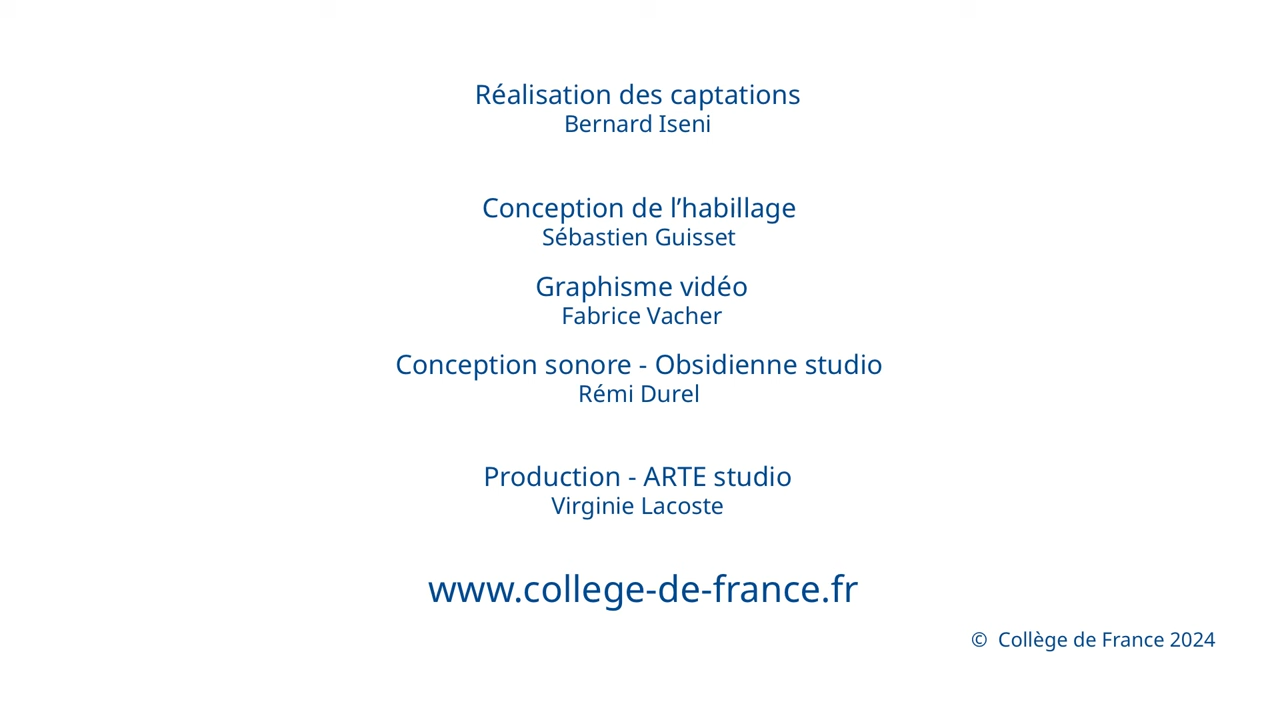 Réalisation des captations
Bernard Iseni
Conception de l’habillage
Sébastien Guisset
Graphisme vidéo
Fabrice Vacher
Conception sonore - Obsidienne studio
Rémi Durel
Production - ARTE studio
Virginie Lacoste
www.college-de-france.fr
© Collège de France 2024